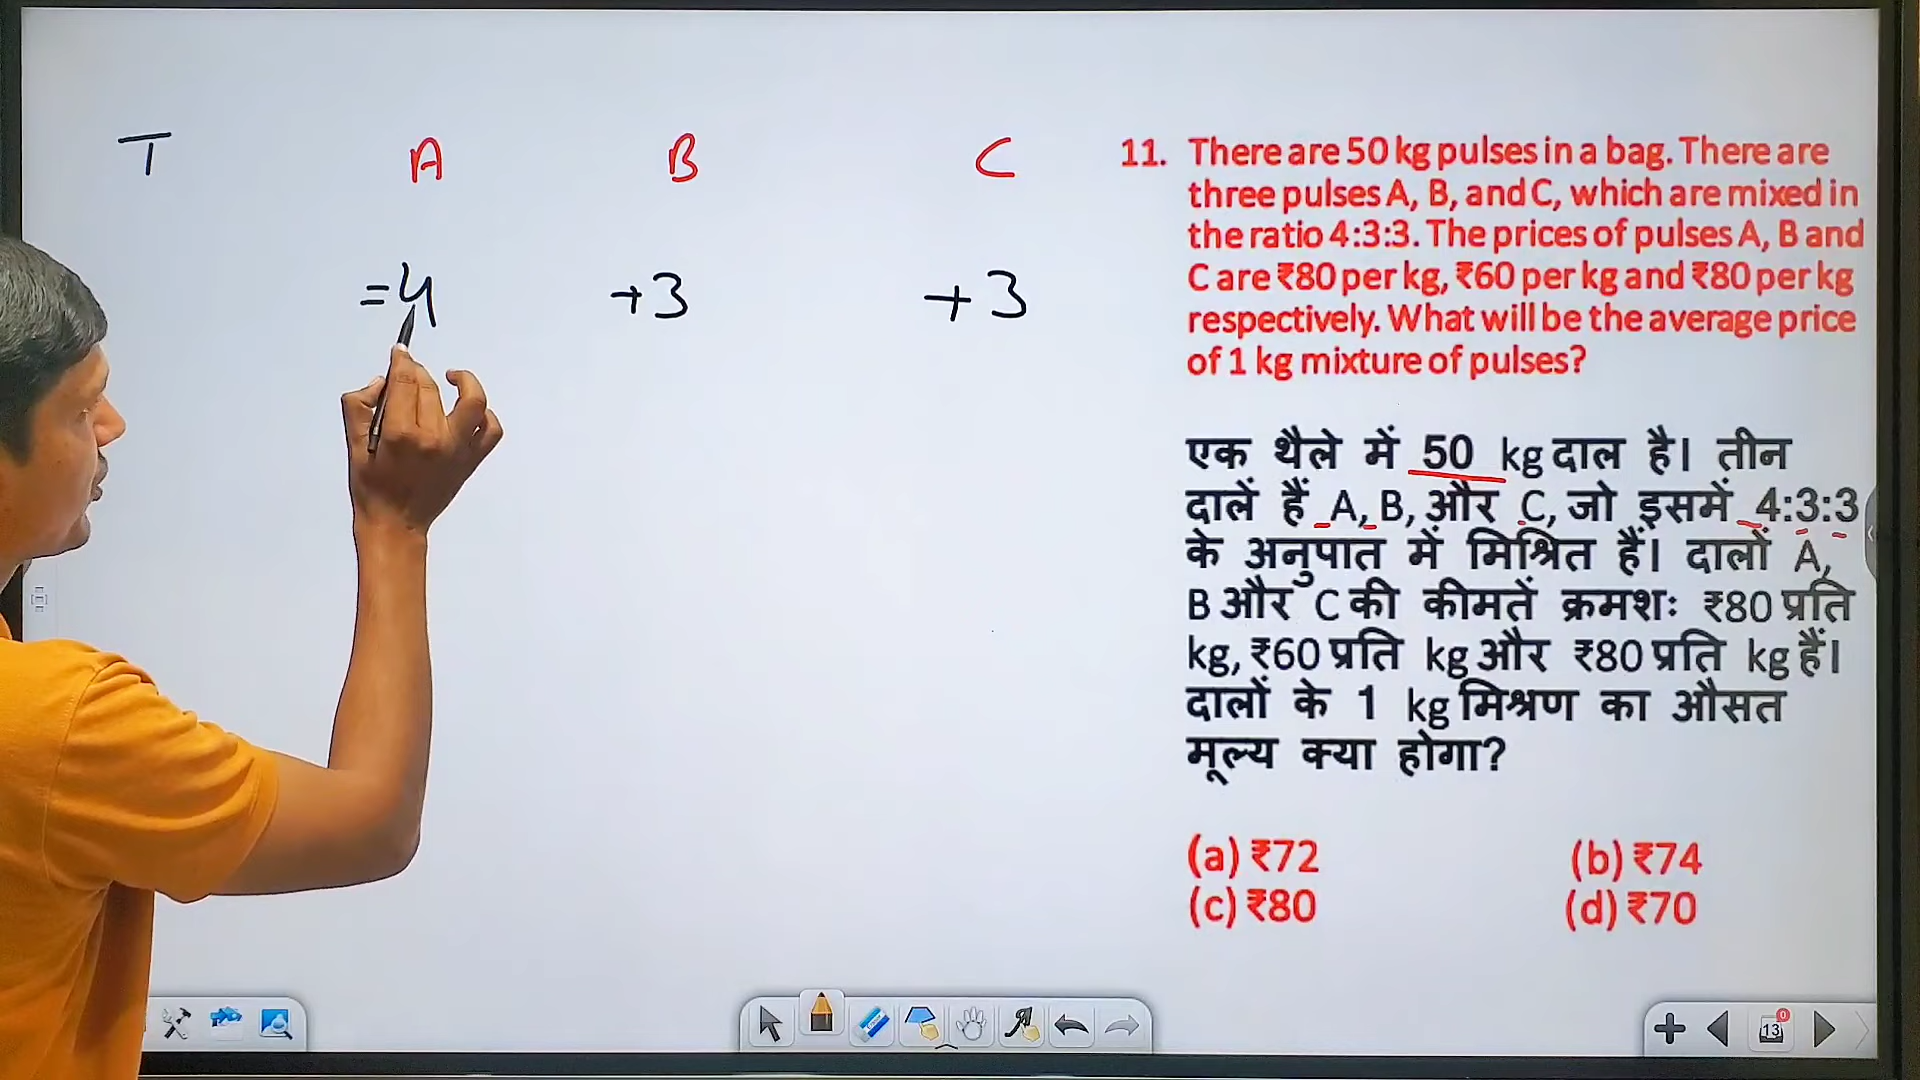 T A B C
=4 +3 +3
11. There are 50 kg pulses in a bag. There are
three pulses A, B, and C, which are mixed in
the ratio 4:3:3. The prices of pulses A, B and
C are ₹80 per kg, ₹60 per kg and ₹80 per kg
respectively. What will be the average price
of 1 kg mixture of pulses?
एक थैले में 50 kg दाल है। तीन
दालें हैं A, B, और C, जो इसमें 4:3:3
के अनुपात में मिश्रित हैं। दालों A,
B और C की कीमतें क्रमशः ₹80 प्रति
kg, ₹60 प्रति kg और ₹80 प्रति kg हैं।
दालों के 1 kg मिश्रण का औसत
मूल्य क्या होगा?
(a) ₹72 (b) ₹74
(c) ₹80 (d) ₹70
0
13